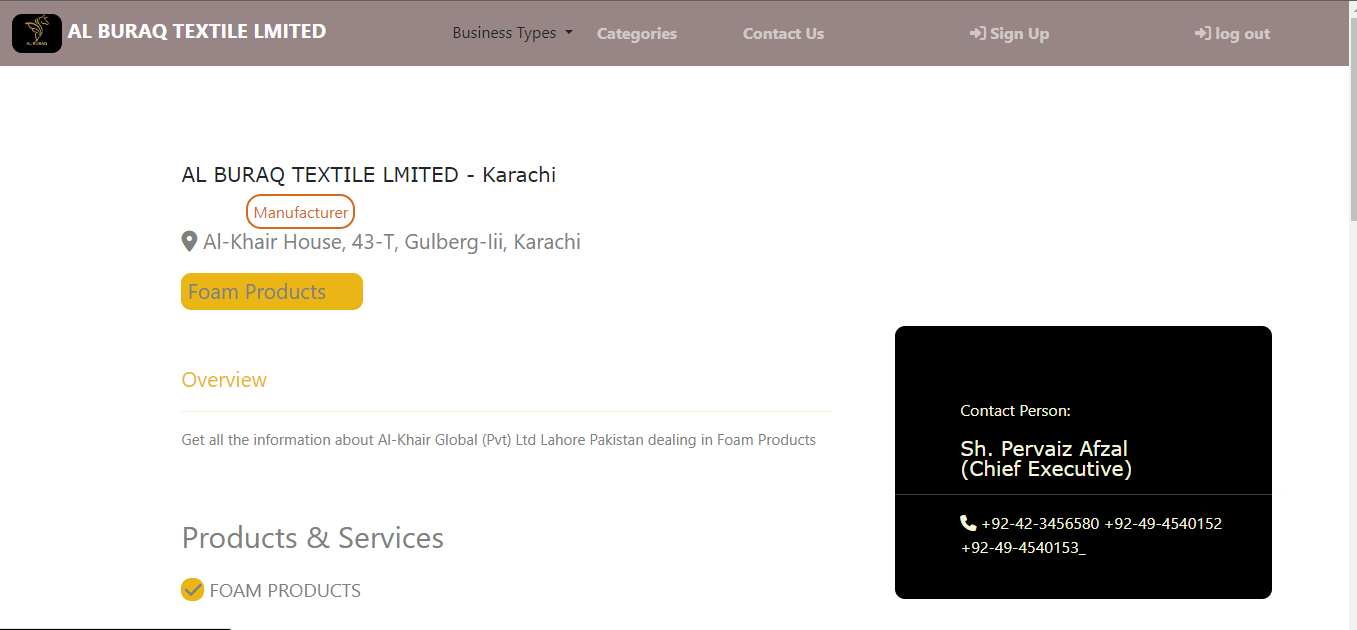 AL BURAQ
AL BURAQ TEXTILE LMITED
Business Types
Categories
Contact Us
Sign Up
log out
AL BURAQ TEXTILE LMITED - Karachi
Manufacturer
Al-Khair House, 43-T, Gulberg-Iii, Karachi
Foam Products
Overview
Get all the information about Al-Khair Global (Pvt) Ltd Lahore Pakistan dealing in Foam Products
Products & Services
FOAM PRODUCTS
Contact Person:
Sh. Pervaiz Afzal
(Chief Executive)
+92-42-3456580 +92-49-4540152
+92-49-4540153_